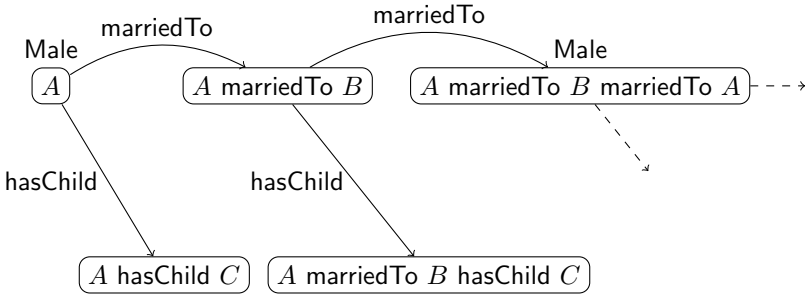 marriedTo
marriedTo
Male
Male
A
A marriedTo B
A marriedTo B marriedTo A
hasChild
hasChild
A hasChild C
A marriedTo B hasChild C